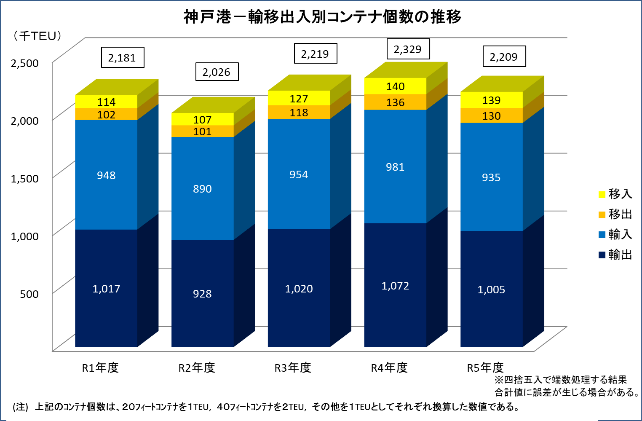 神戸港－輸移出入別コンテナ個数の推移
（千TEU）
2,181
2,026
2,219
2,329
2,209
2,500
2,000
1,500
1,000
500
114
107
127
140
139
102
101
118
136
130
948
890
954
981
935
1,017
928
1,020
1,072
1,005
移入
移出
輸入
輸出
R1年度
R2年度
R3年度
R4年度
R5年度
※四捨五入で端数処理する結果
合計値に誤差が生じる場合がある。
(注) 上記のコンテナ個数は、20フィートコンテナを1TEU，40フィートコンテナを2TEU，その他を1TEUとしてそれぞれ換算した数値である。